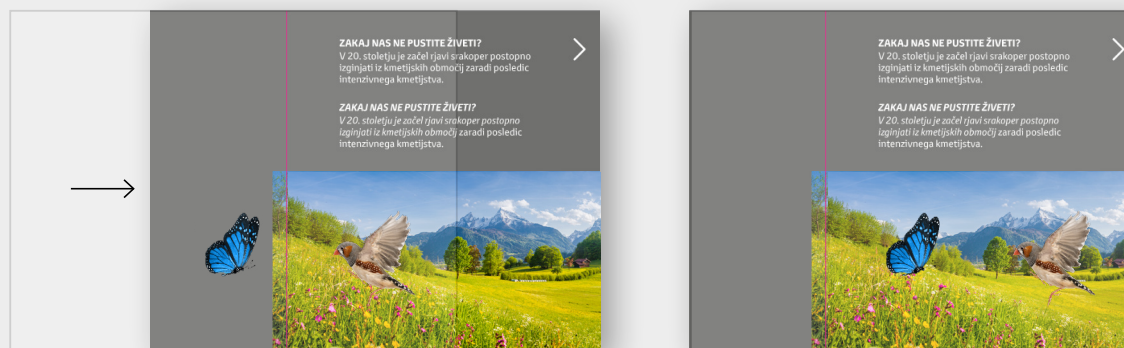 ZAKAJ NAS NE PUSTITE ŽIVETI?
V 20. stoletju je začel rjavi srakoper postopno
izginjati iz kmetijskih območij zaradi posledic
intenzivnega kmetijstva.
ZAKAJ NAS NE PUSTITE ŽIVETI?
V 20. stoletju je začel rjavi srakoper postopno
izginjati iz kmetijskih območij zaradi posledic
intenzivnega kmetijstva.
ZAKAJ NAS NE PUSTITE ŽIVETI?
V 20. stoletju je začel rjavi srakoper postopno
izginjati iz kmetijskih območij zaradi posledic
intenzivnega kmetijstva.
ZAKAJ NAS NE PUSTITE ŽIVETI?
V 20. stoletju je začel rjavi srakoper postopno
izginjati iz kmetijskih območij zaradi posledic
intenzivnega kmetijstva.